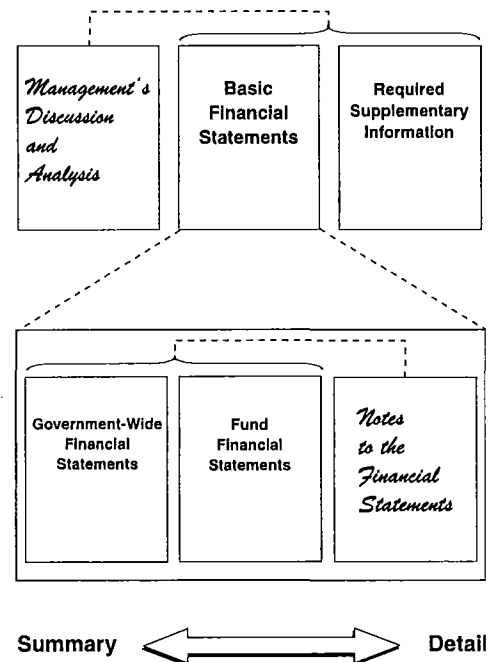 Management's
Discussion
and
Analysis
Basic
Financial
Statements
Required
Supplementary
Information
Government-Wide
Financial
Statements
Fund
Financial
Statements
Notes
to the
Financial
Statements
Summary
Detail